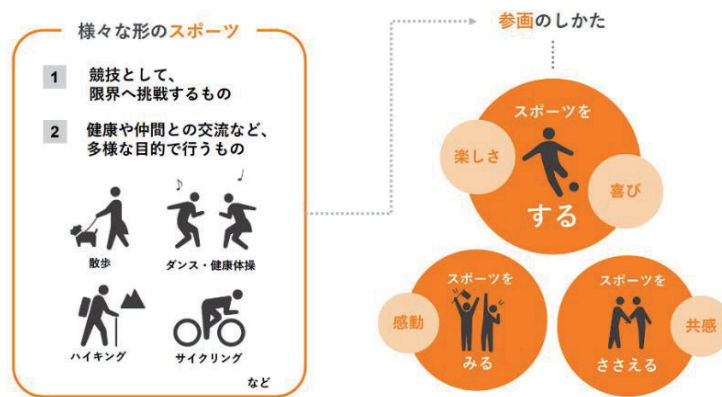 様々な形のスポーツ
1 競技として、
限界へ挑戦するもの
2 健康や仲間との交流など、
多様な目的で行うもの
散歩
ダンス・健康体操
ハイキング
サイクリング
など
参画のしかた
スポーツを
楽しさ
喜び
する
スポーツを
感動
みる
スポーツを
共感
ささえる